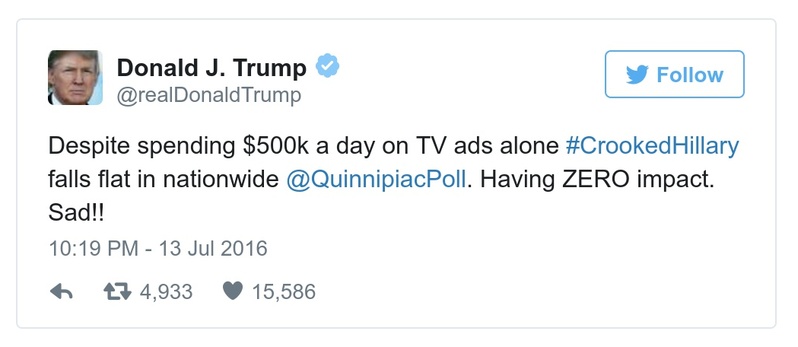 Donald J. Trump
Follow
@realDonaldTrump
Despite spending $500k a day on TV ads alone #CrookedHillary
falls flat in nationwide @QuinnipiacPoll. Having ZERO impact.
Sad!!
10:19 PM - 13 Jul 2016
4,933 15,586